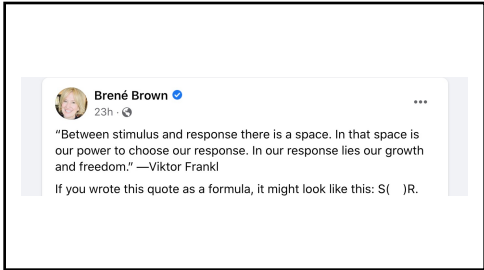 Brené Brown
23h ·
“Between stimulus and response there is a space. In that space is
our power to choose our response. In our response lies our growth
and freedom.” —Viktor Frankl
If you wrote this quote as a formula, it might look like this: S(    )R.